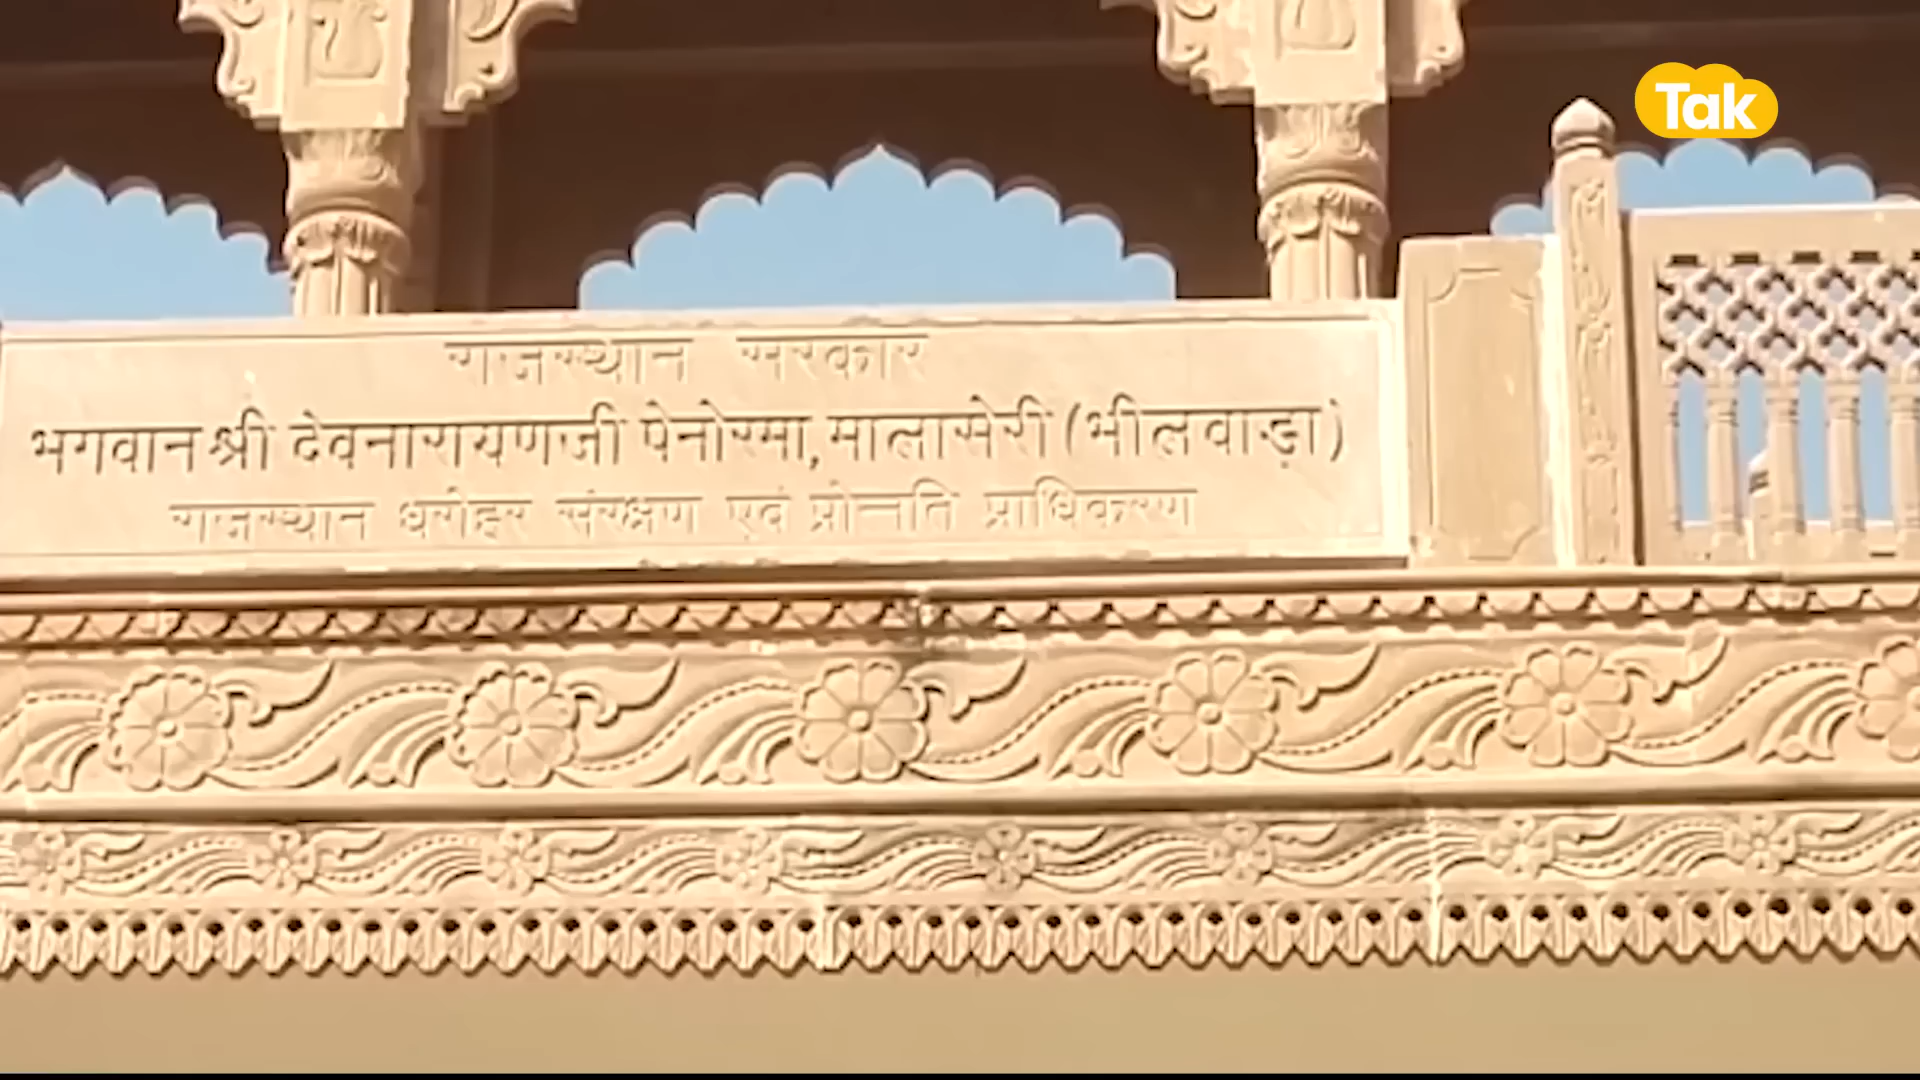 Tak
राजस्थान सरकार
भगवान श्री देवनारायणजी पेनोरमा, मालासेरी (भीलवाड़ा)
राजस्थान धरोहर संरक्षण एवं प्रोन्नति प्राधिकरण